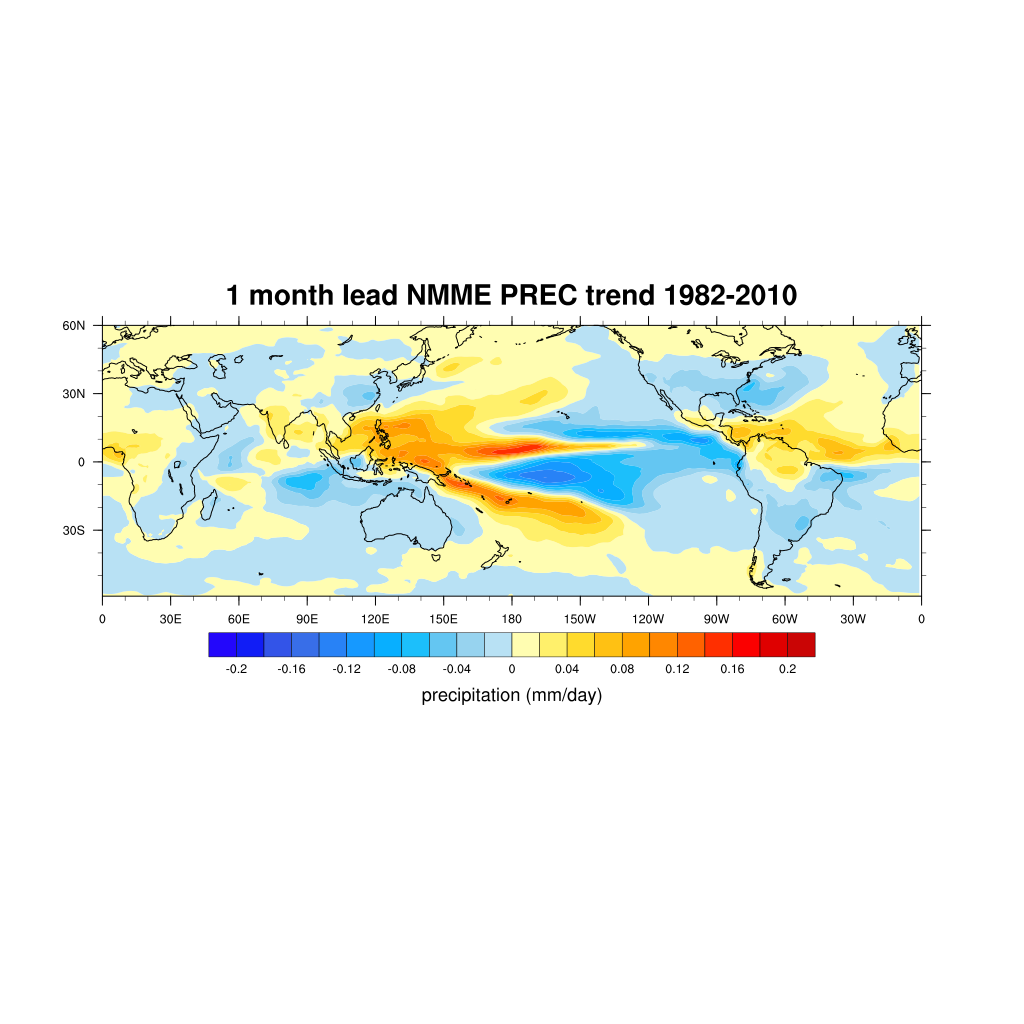 1 month lead NMME PREC trend 1982-2010
60N
30N
0
30S
0 30E 60E 90E 120E 150E 180 150W 120W 90W 60W 30W 0
-0.2 -0.16 -0.12 -0.08 -0.04 0 0.04 0.08 0.12 0.16 0.2
precipitation (mm/day)